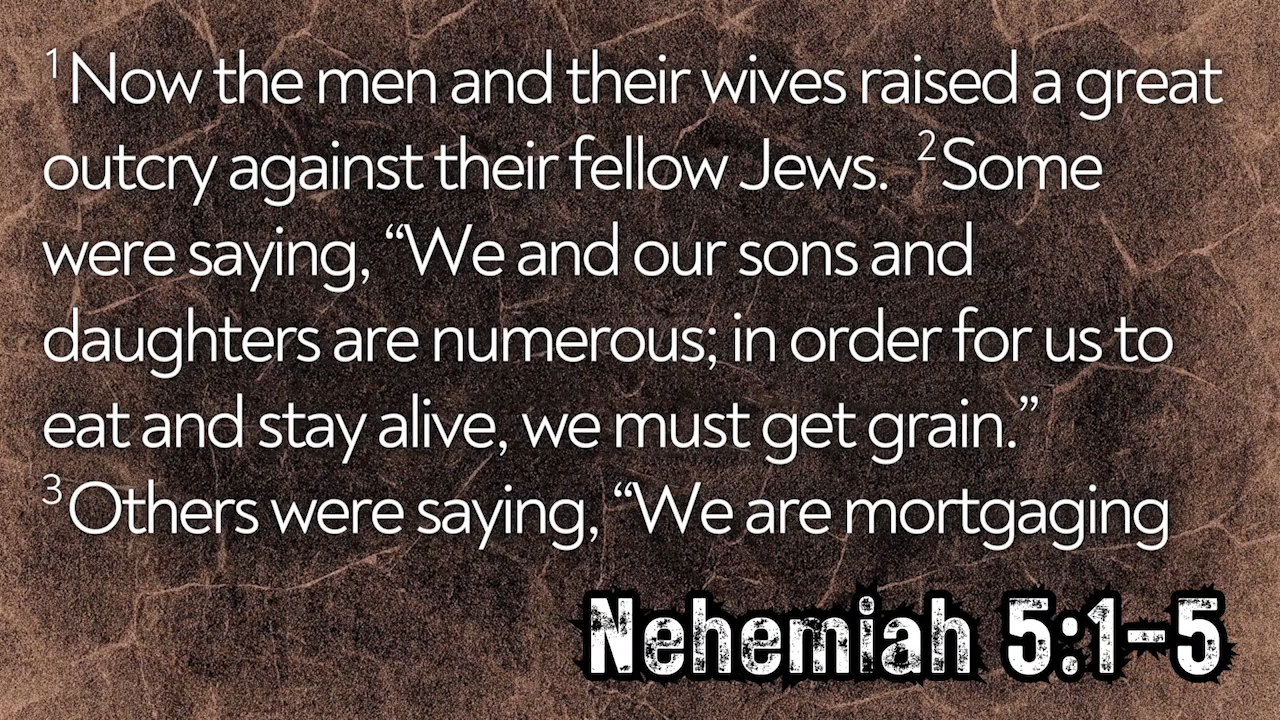 ¹Now the men and their wives raised a great
outcry against their fellow Jews. ²Some
were saying, “We and our sons and
daughters are numerous; in order for us to
eat and stay alive, we must get grain.”
³Others were saying, “We are mortgaging
Nehemiah 5:1–5